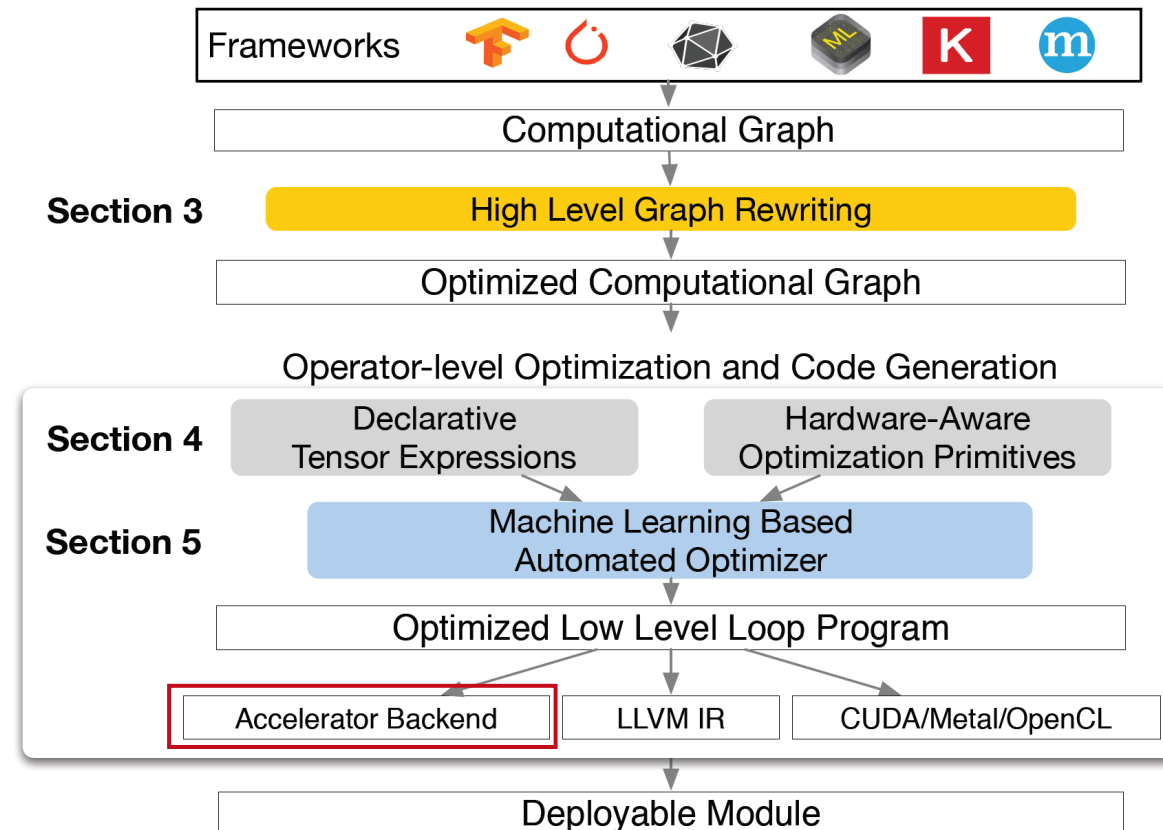 Frameworks
ML
K
m
Computational Graph
Section 3
High Level Graph Rewriting
Optimized Computational Graph
Operator-level Optimization and Code Generation
Section 4
Declarative
Tensor Expressions
Hardware-Aware
Optimization Primitives
Section 5
Machine Learning Based
Automated Optimizer
Optimized Low Level Loop Program
Accelerator Backend
LLVM IR
CUDA/Metal/OpenCL
Deployable Module